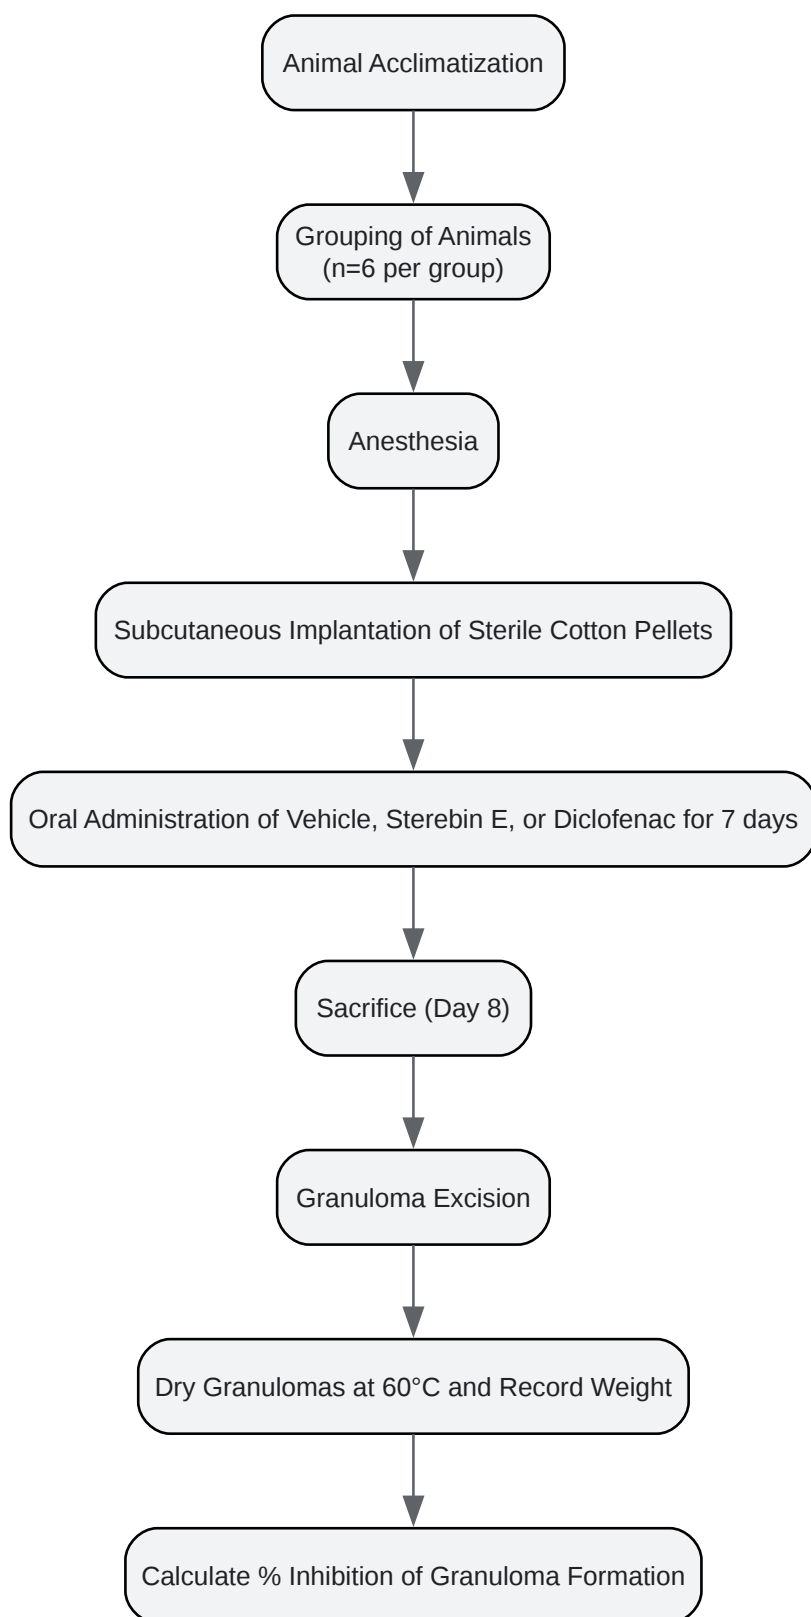 Animal Acclimatization
Grouping of Animals
(n=6 per group)
Anesthesia
Subcutaneous Implantation of Sterile Cotton Pellets
Oral Administration of Vehicle, Sterebin E, or Diclofenac for 7 days
Sacrifice (Day 8)
Granuloma Excision
Dry Granulomas at 60°C and Record Weight
Calculate % Inhibition of Granuloma Formation